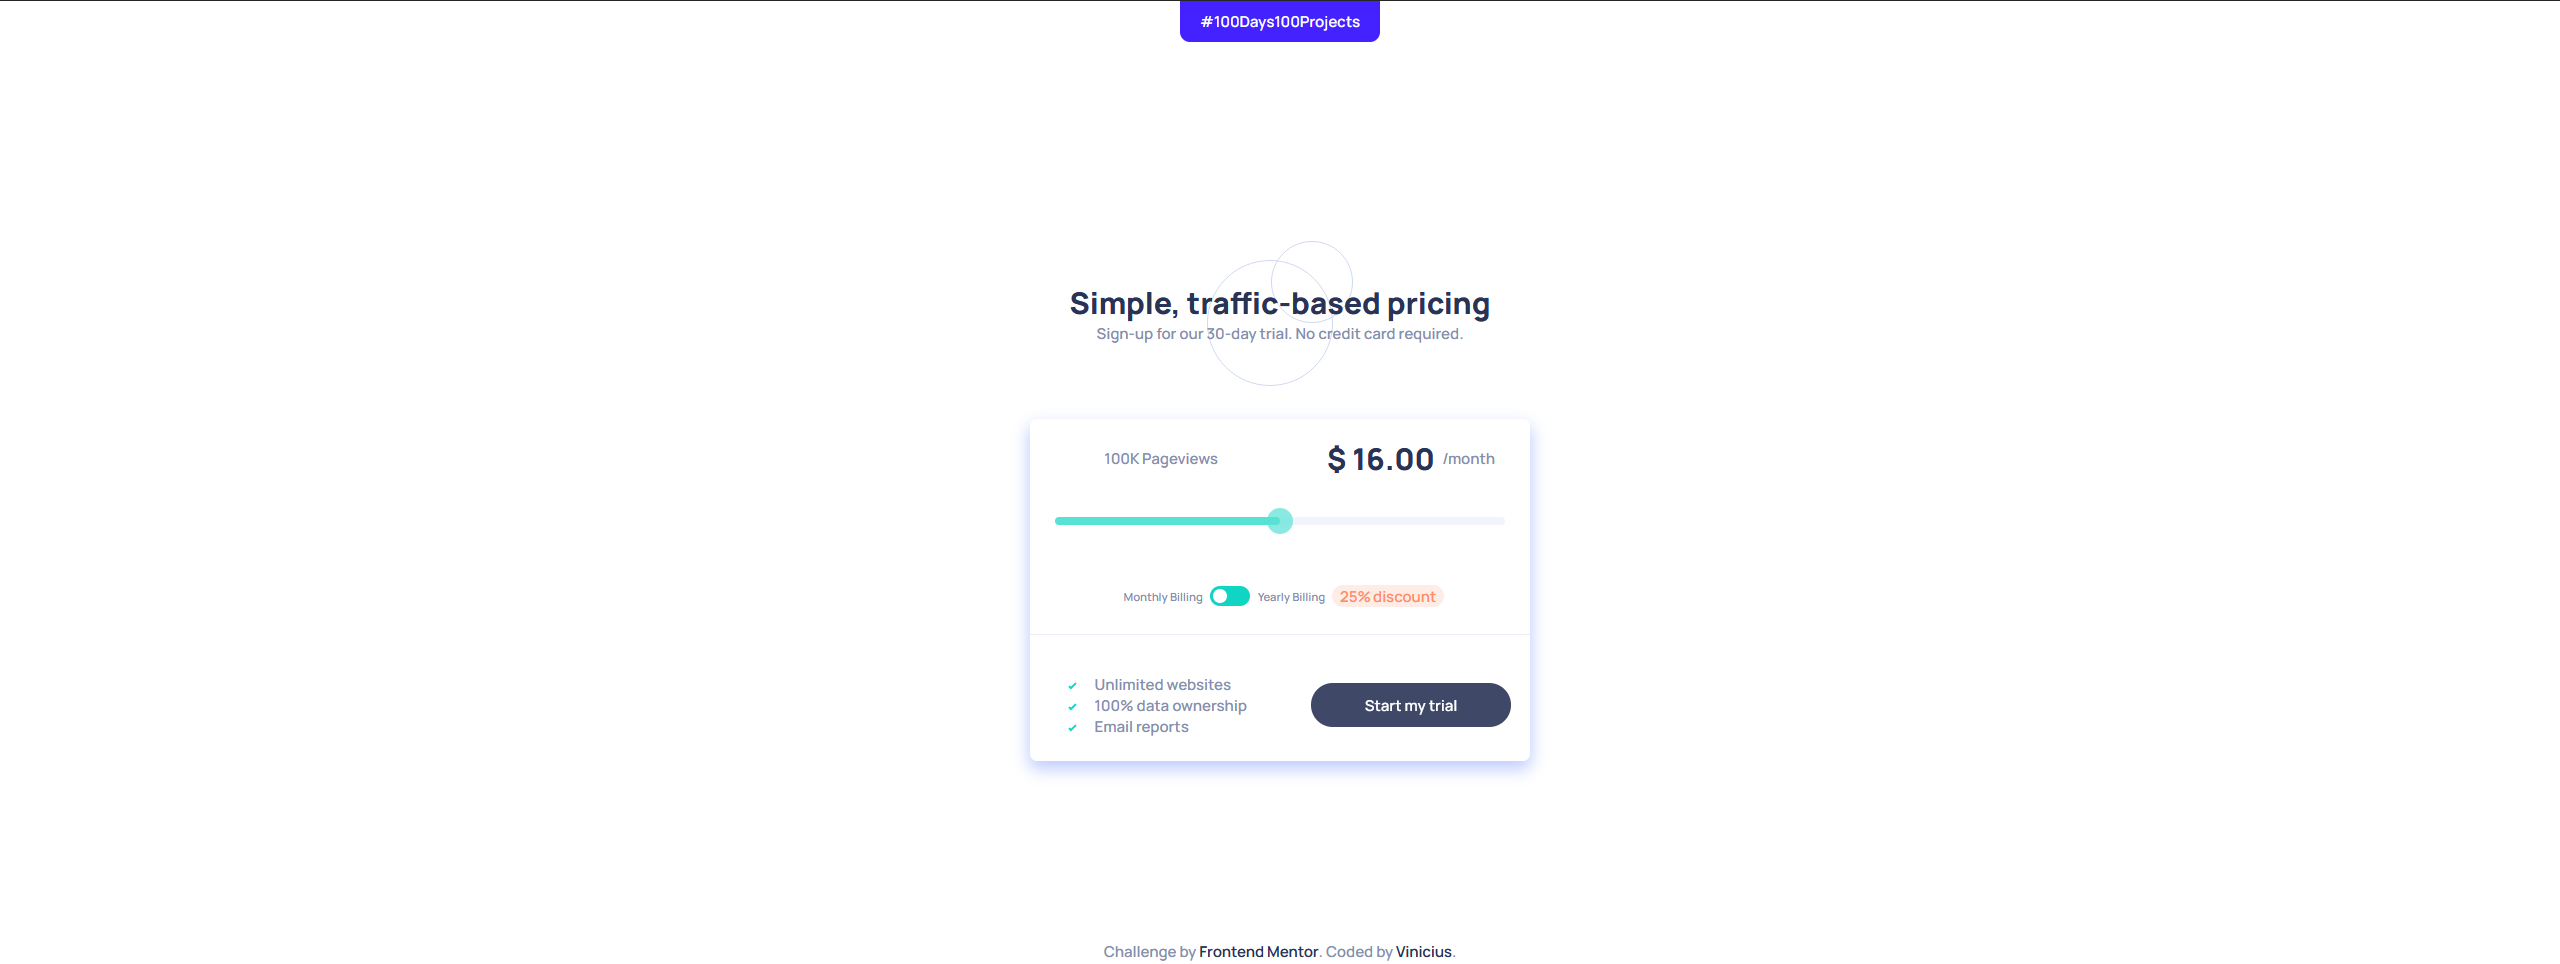 #100Days100Projects
Simple, traffic-based pricing
Sign-up for our 30-day trial. No credit card required.
100K Pageviews
$ 16.00 /month
Monthly Billing
Yearly Billing
25% discount
Unlimited websites
100% data ownership
Email reports
Start my trial
Challenge by Frontend Mentor. Coded by Vinicius.